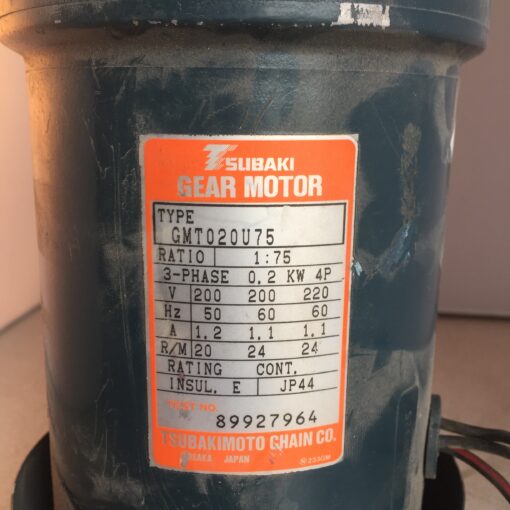 TSUBAKI
GEAR MOTOR
TYPE
GMT020U75
RATIO 1:75
3-PHASE 0.2 KW 4P
V 200 200 220
Hz 50 60 60
A 1.2 1.1 1.1
R/M 20 24 24
RATING CONT.
INSUL. E JP44
TEST NO.
89927964
TSUBAKIMOTO CHAIN CO.
OSAKA JAPAN